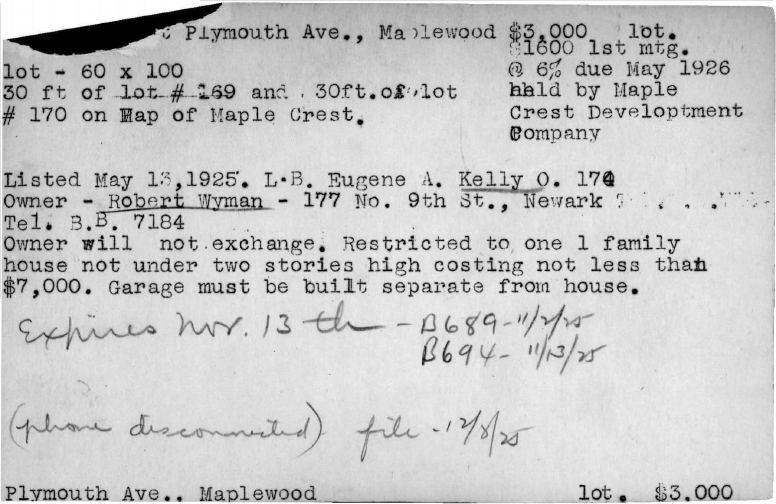 Plymouth Ave., Maplewood $3,000 lot.
$1600 1st mtg.
lot - 60 x 100 @ 6% due May 1926
30 ft of lot # 169 and 30ft.of lot held by Maple
# 170 on Map of Maple Crest. Crest Developtment
Company
Listed May 13,1925. L.B. Eugene A. Kelly O. 174
Owner - Robert Wyman - 177 No. 9th St., Newark
Tel. B.B. 7184
Owner will not exchange. Restricted to one 1 family
house not under two stories high costing not less than
$7,000. Garage must be built separate from house.
Expires Nov. 13th - B689-11/2/25
B694- 11/13/25
(phone disconnected) file - 12/8/25
Plymouth Ave., Maplewood lot. $3,000